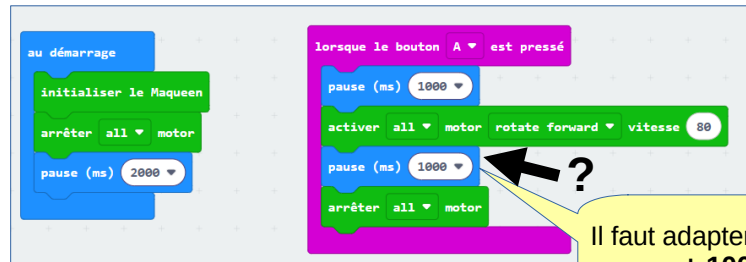 au démarrage
initialiser le Maqueen
arrêter all motor
pause (ms) 2000
lorsque le bouton A est pressé
pause (ms) 1000
activer all motor rotate forward vitesse 80
pause (ms) 1000
arrêter all motor
?
Il faut adapter